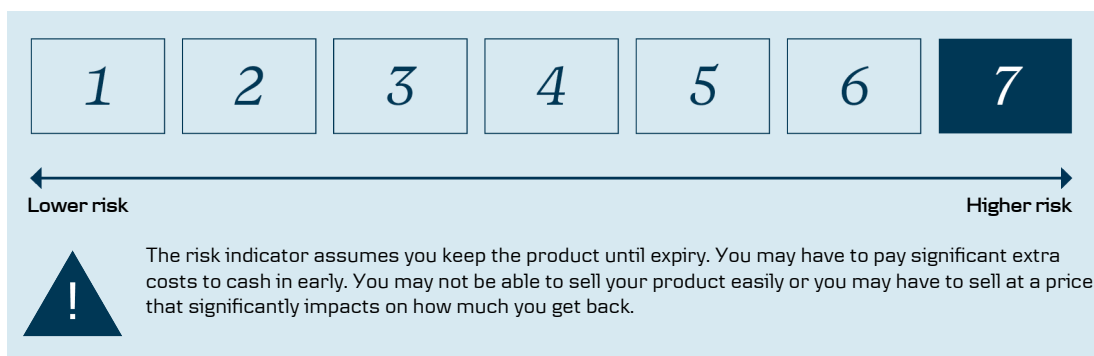 1 2 3 4 5 6 7
Lower risk Higher risk
The risk indicator assumes you keep the product until expiry. You may have to pay significant extra
costs to cash in early. You may not be able to sell your product easily or you may have to sell at a price
that significantly impacts on how much you get back.
!